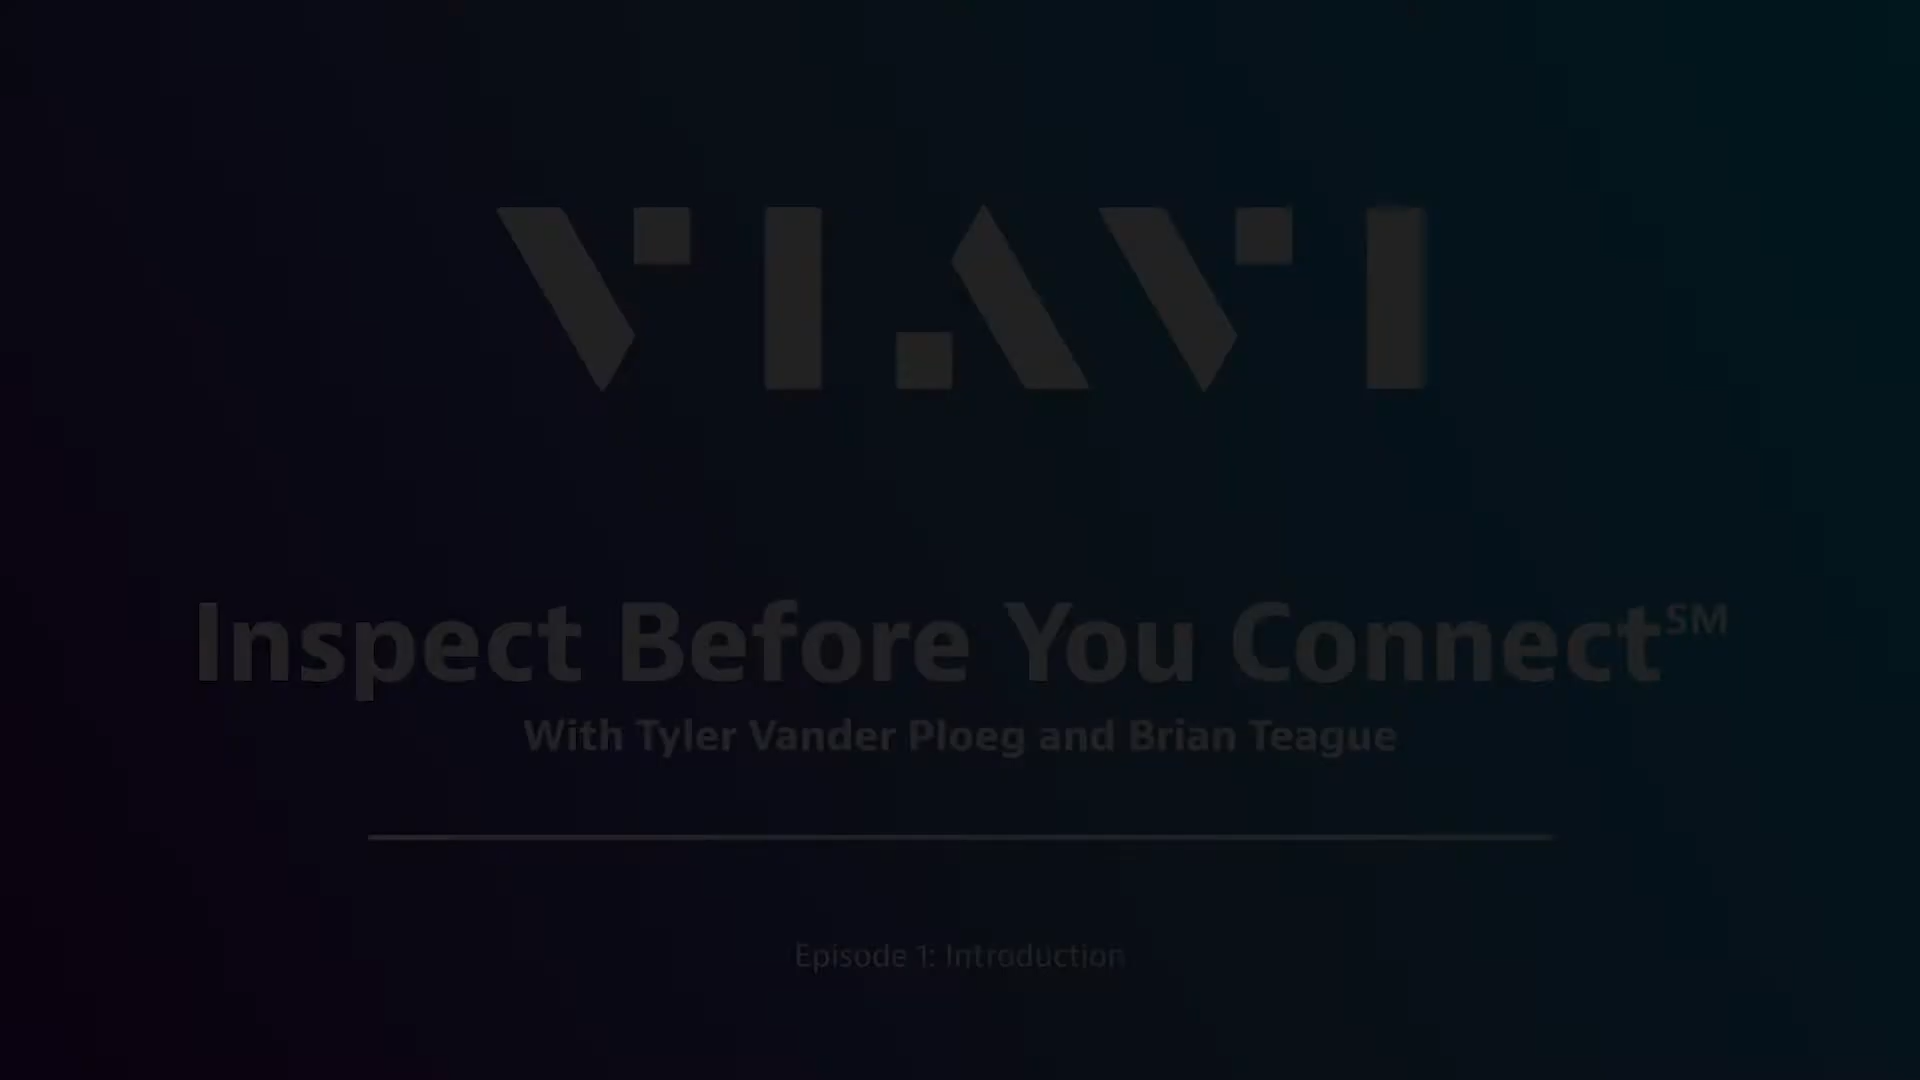 VIAVI
Inspect Before You Connect℠
With Tyler Vander Ploeg and Brian Teague
Episode 1: Introduction